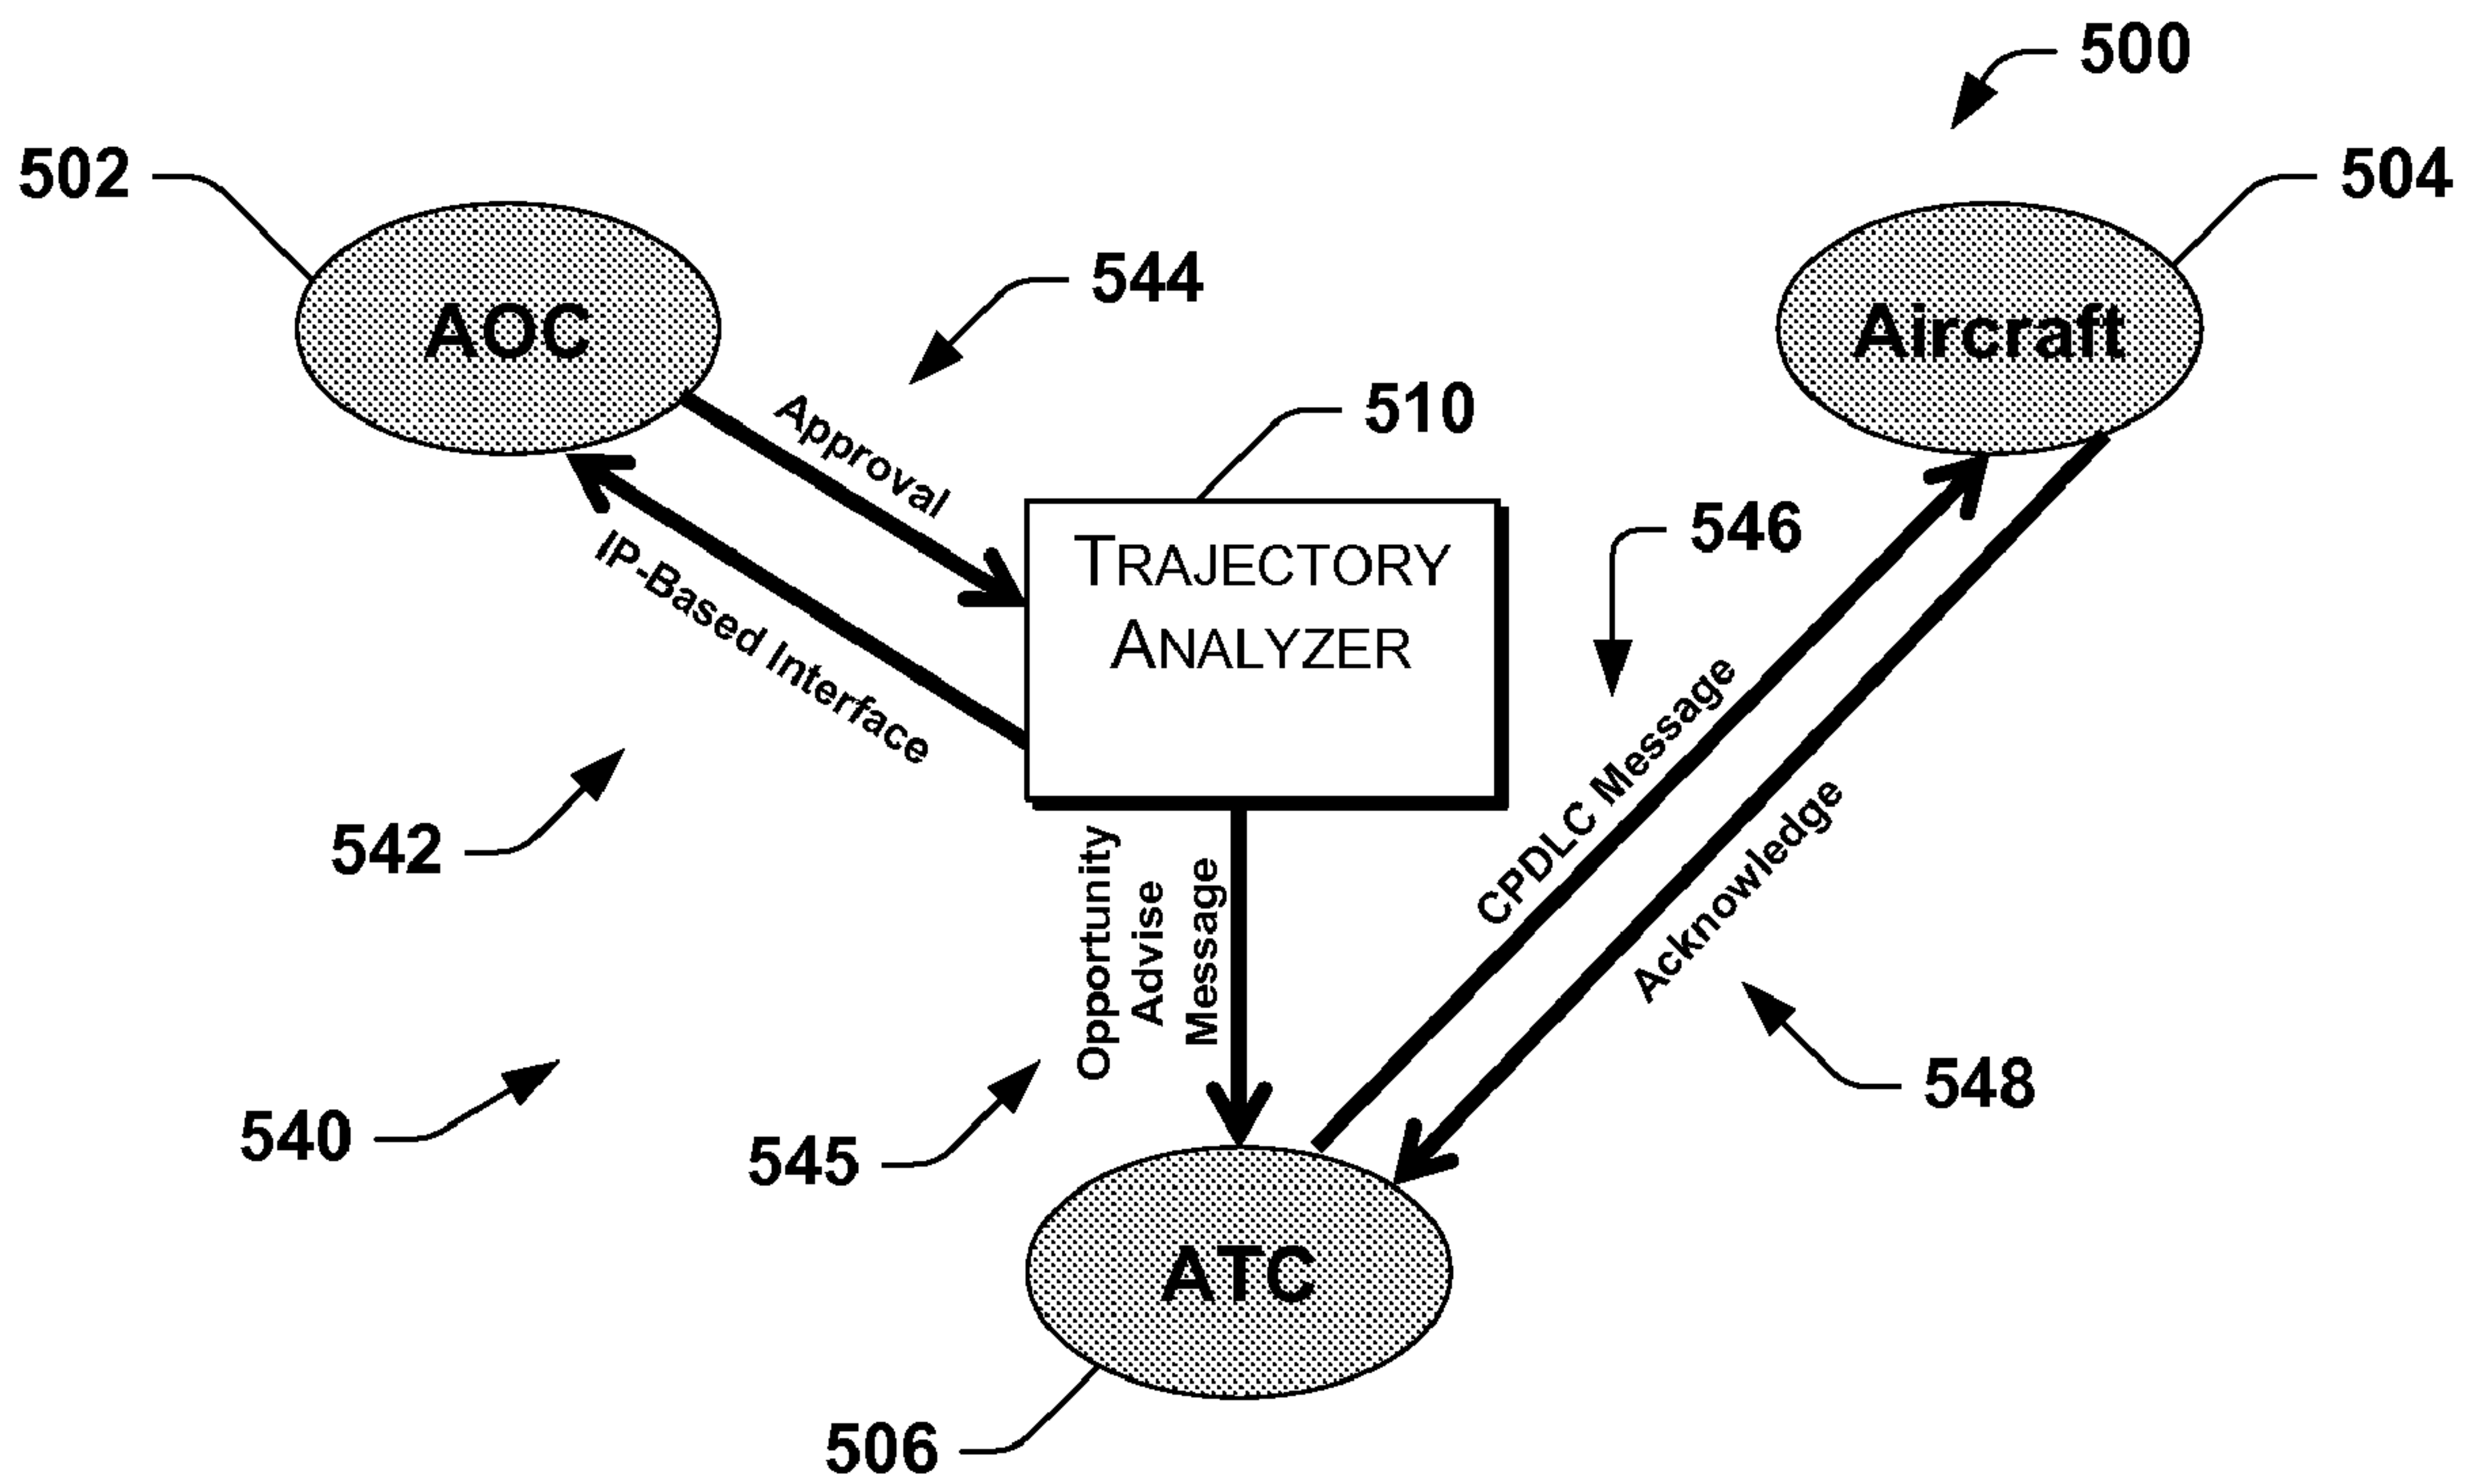 500
502
504
AOC
544
Aircraft
510
Approval
546
IP-Based Interface
TRAJECTORY
ANALYZER
542
CPDLC Message
Acknowledge
Opportunity
Advise
Message
540
545
548
ATC
506